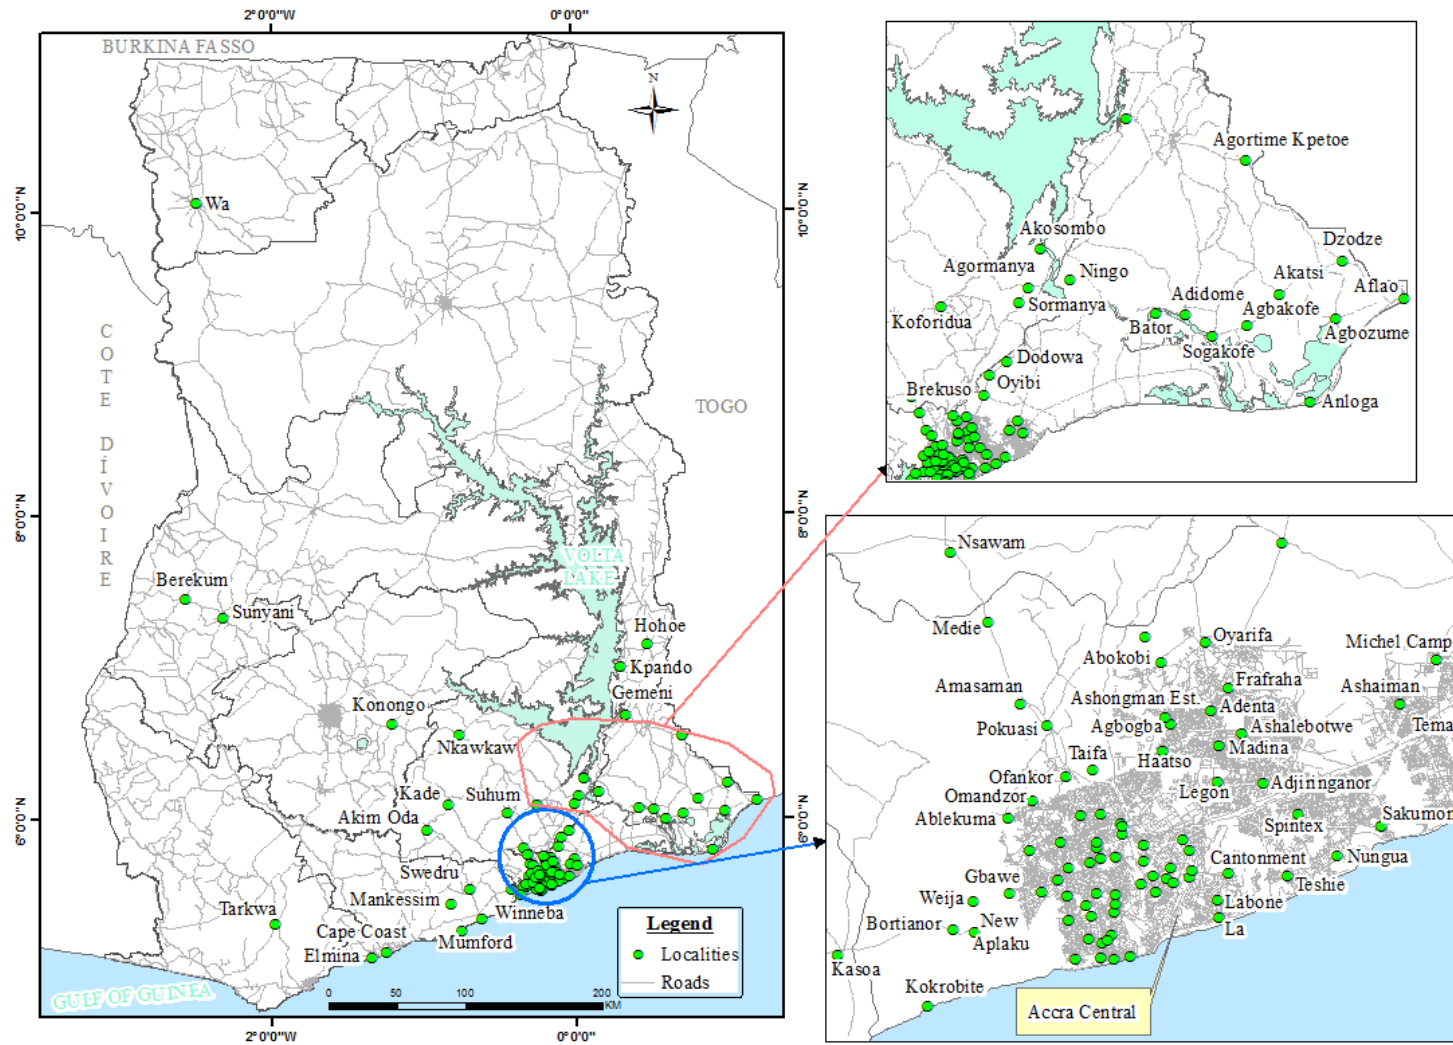 2°0'0"W
0°0'0"
BURKINA FASSO
N
10°0'0"N
10°0'0"N
Wa
COTE DÍVOIRE
TOGO
8°0'0"N
8°0'0"N
VOLTA
LAKE
Berekum
Sunyani
Hohoe
Kpando
Gemeni
Konongo
Nkawkaw
Kade
Suhum
Akim Oda
6°0'0"N
6°0'0"N
Swedru
Mankessim
Winneba
Tarkwa
Cape Coast
Mumford
Elmina
GULF OF GUINEA
Legend
Localities
Roads
0 50 100 200
KM
2°0'0"W
0°0'0"
Agortime Kpetoe
Akosombo
Dzodze
Agormanya
Ningo
Akatsi
Aflao
Adidome
Sormanya
Agbakofe
Koforidua
Bator
Agbozume
Sogakofe
Dodowa
Oyibi
Brekuso
Anloga
Nsawam
Medie
Oyarifa
Michel Camp
Abokobi
Frafraha
Amasaman
Ashongman Est.
Ashaiman
Adenta
Agbogba
Ashalebotwe
Tema
Pokuasi
Madina
Taifa
Haatso
Ofankor
Adjiringanor
Legon
Omandzor
Ablekuma
Spintex
Sakumon
Cantonment
Nungua
Gbawe
Teshie
Weija
New
Aplaku
Labone
Bortianor
La
Kasoa
Kokrobite
Accra Central